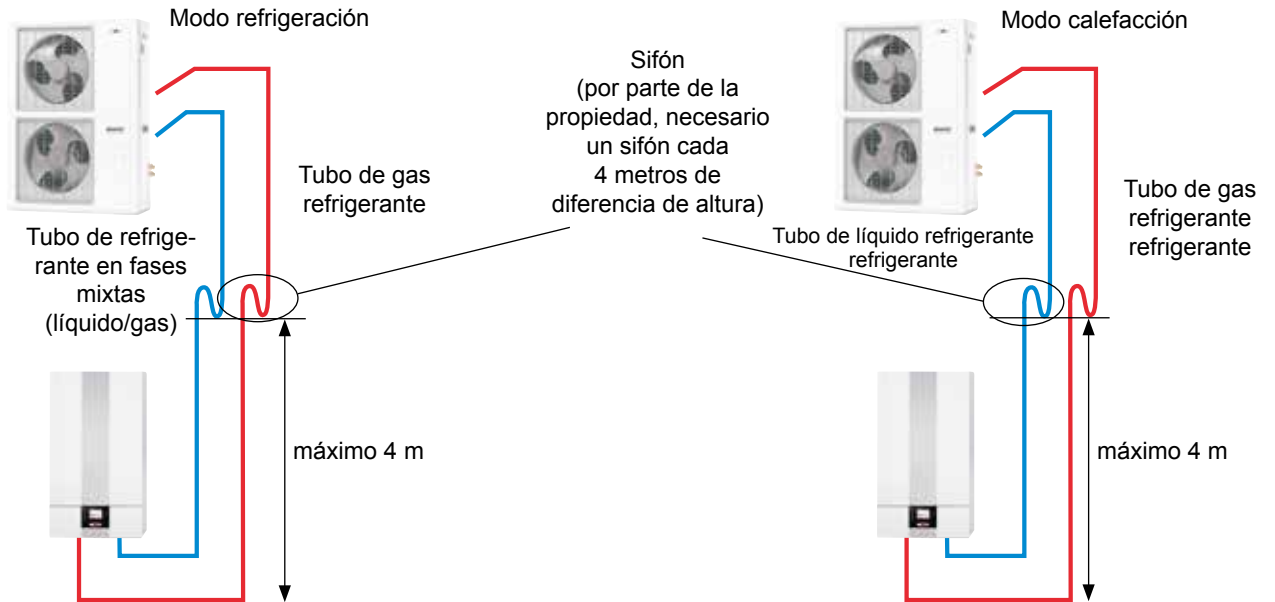 Modo refrigeración
Sifón
(por parte de la
propiedad, necesario
un sifón cada
4 metros de
diferencia de altura)
Tubo de gas
refrigerante
Tubo de refrige-
rante en fases
mixtas
(líquido/gas)
máximo 4 m
Modo calefacción
Tubo de gas
refrigerante
refrigerante
Tubo de líquido refrigerante
refrigerante
máximo 4 m